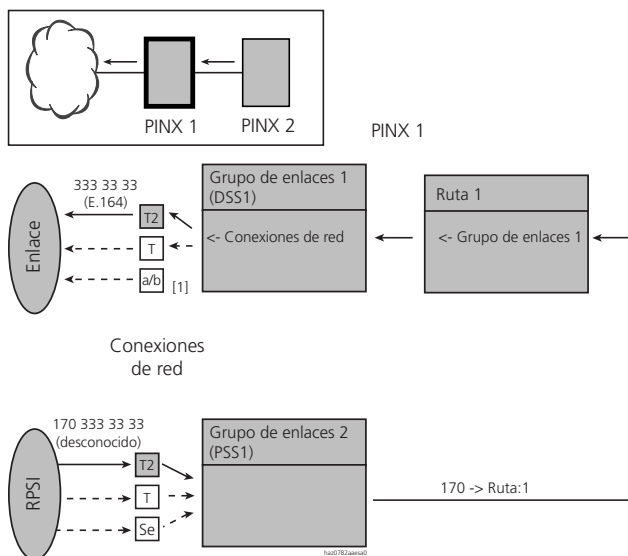 PINX 1
PINX 2
PINX 1
333 33 33
(E.164)
Enlace
T2
T
a/b
[1]
Grupo de enlaces 1
(DSS1)
<- Conexiones de red
Ruta 1
<- Grupo de enlaces 1
Conexiones
de red
170 333 33 33
(desconocido)
RPSI
T2
T
Se
Grupo de enlaces 2
(PSS1)
170 -> Ruta:1
haz0782aaesa0